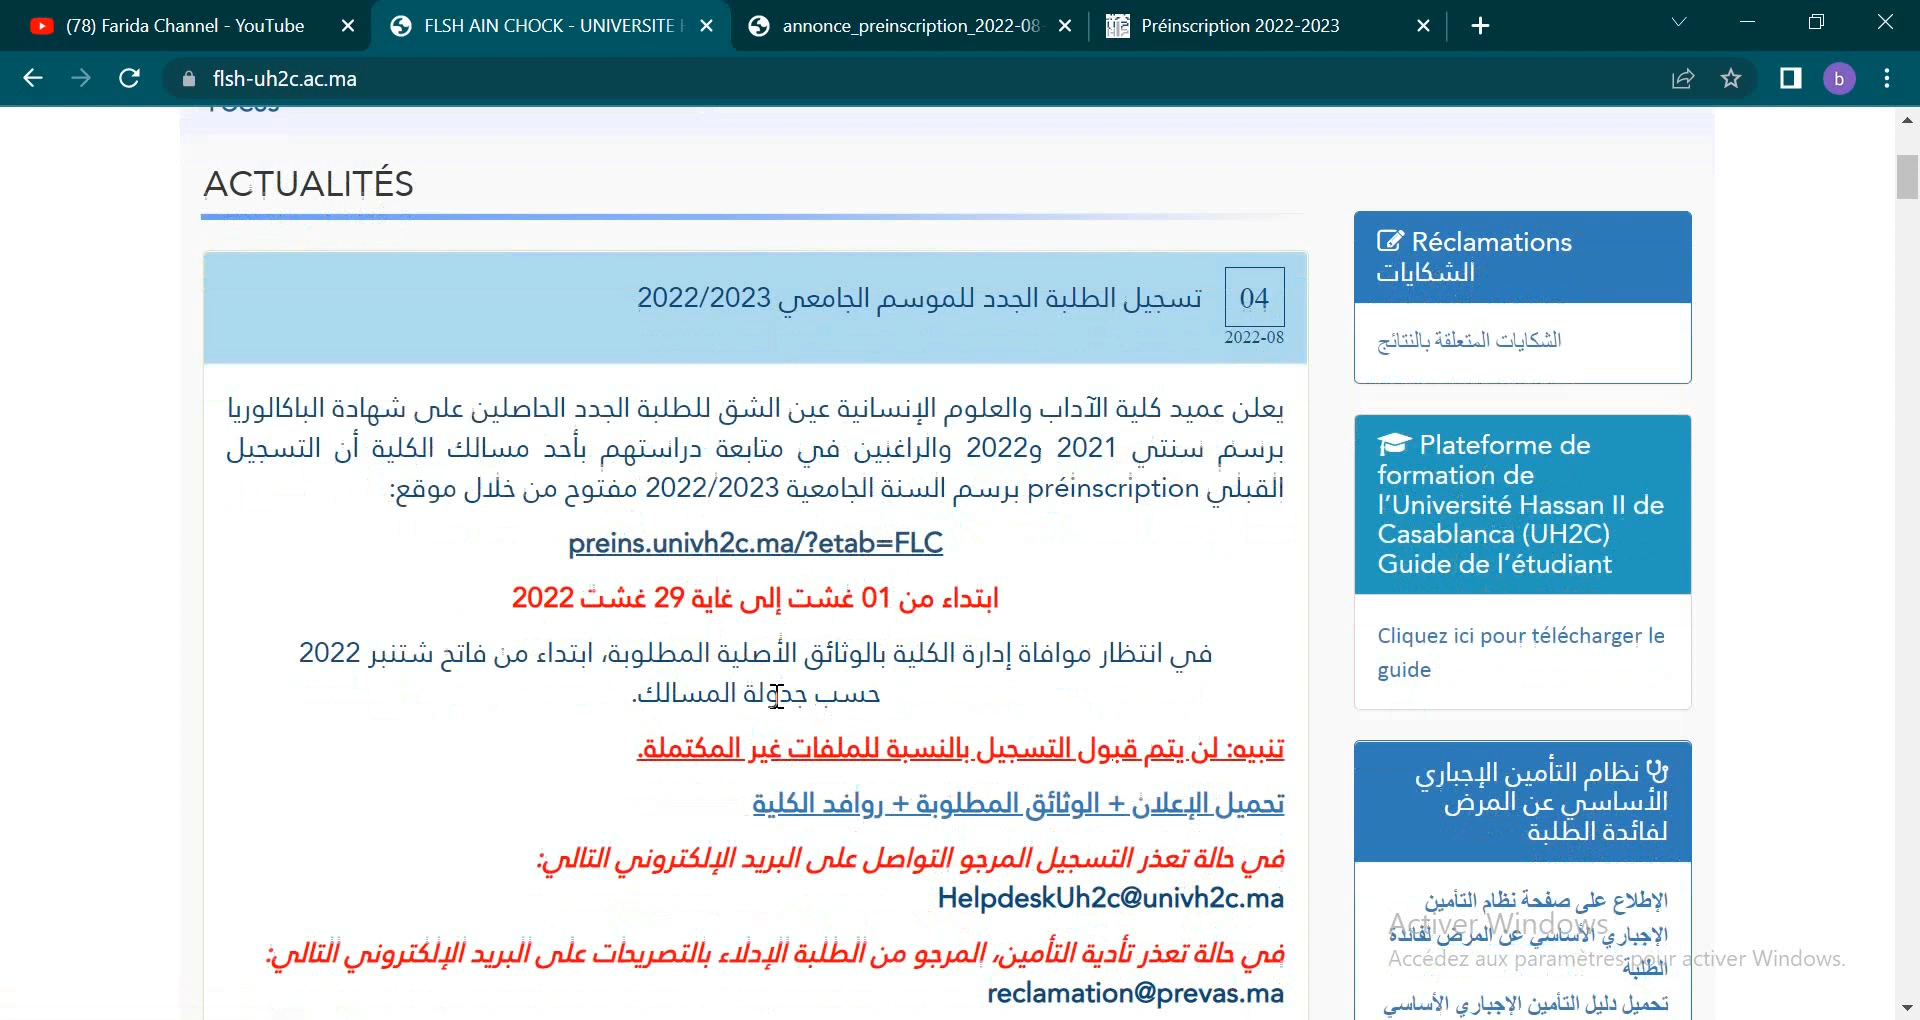 (78) Farida Channel - YouTube
FLSH AIN CHOCK - UNIVERSITE
annonce_preinscription_2022-08-
Préinscription 2022-2023
flsh-uh2c.ac.ma
b
ACTUALITÉS
04
2022-08
تسجيل الطلبة الجدد للموسم الجامعي 2022/2023
يعلن عميد كلية الآداب والعلوم الإنسانية عين الشق للطلبة الجدد الحاصلين على شهادة الباكالوريا
برسم سنتي 2021 و2022 والراغبين في متابعة دراستهم بأحد مسالك الكلية أن التسجيل
القبلي préinscription برسم السنة الجامعية 2022/2023 مفتوح من خلال موقع:
preins.univh2c.ma/?etab=FLC
ابتداء من 01 غشت إلى غاية 29 غشت 2022
في انتظار موافاة إدارة الكلية بالوثائق الأصلية المطلوبة، ابتداء من فاتح شتنبر 2022
حسب جدولة المسالك.
تنبيه: لن يتم قبول التسجيل بالنسبة للملفات غير المكتملة.
تحميل الإعلان + الوثائق المطلوبة + روافد الكلية
في حالة تعذر التسجيل المرجو التواصل على البريد الإلكتروني التالي:
HelpdeskUh2c@univh2c.ma
في حالة تعذر تأدية التأمين، المرجو من الطلبة الإدلاء بالتصريحات على البريد الإلكتروني التالي:
reclamation@prevas.ma
Réclamations
الشكايات
الشكايات المتعلقة بالنتائج
Plateforme de
formation de
l'Université Hassan II de
Casablanca (UH2C)
Guide de l'étudiant
Cliquez ici pour télécharger le
guide
نظام التأمين الإجباري
الأساسي عن المرض
لفائدة الطلبة
الإطلاع على صفحة نظام التأمين
الإجباري الأساسي عن المرض لفائدة
الطلبة
تحميل دليل التأمين الإجباري الأساسي
Activer Windows
Accédez aux paramètres pour activer Windows.